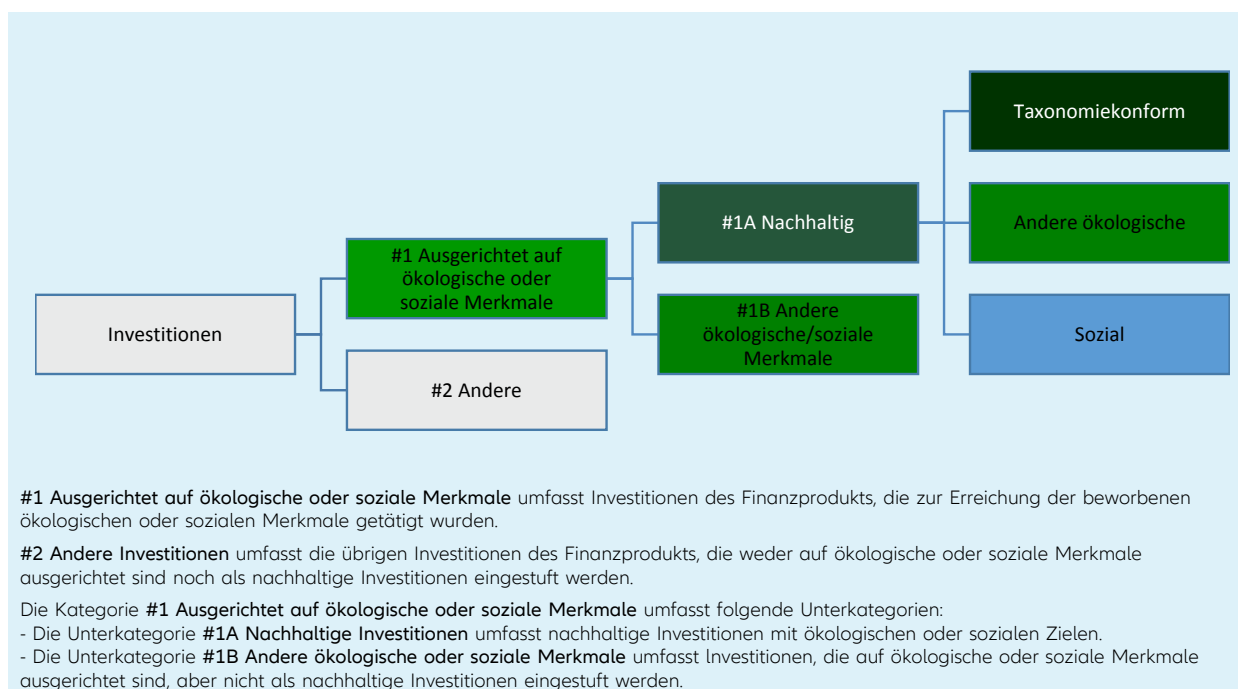 Taxonomiekonform
#1A Nachhaltig
Andere ökologische
#1 Ausgerichtet auf
ökologische oder
soziale Merkmale
#1B Andere
ökologische/soziale
Merkmale
Investitionen
Sozial
#2 Andere
#1 Ausgerichtet auf ökologische oder soziale Merkmale umfasst Investitionen des Finanzprodukts, die zur Erreichung der beworbenen
ökologischen oder sozialen Merkmale getätigt wurden.
#2 Andere Investitionen umfasst die übrigen Investitionen des Finanzprodukts, die weder auf ökologische oder soziale Merkmale
ausgerichtet sind noch als nachhaltige Investitionen eingestuft werden.
Die Kategorie #1 Ausgerichtet auf ökologische oder soziale Merkmale umfasst folgende Unterkategorien:
- Die Unterkategorie #1A Nachhaltige Investitionen umfasst nachhaltige Investitionen mit ökologischen oder sozialen Zielen.
- Die Unterkategorie #1B Andere ökologische oder soziale Merkmale umfasst Investitionen, die auf ökologische oder soziale Merkmale
ausgerichtet sind, aber nicht als nachhaltige Investitionen eingestuft werden.